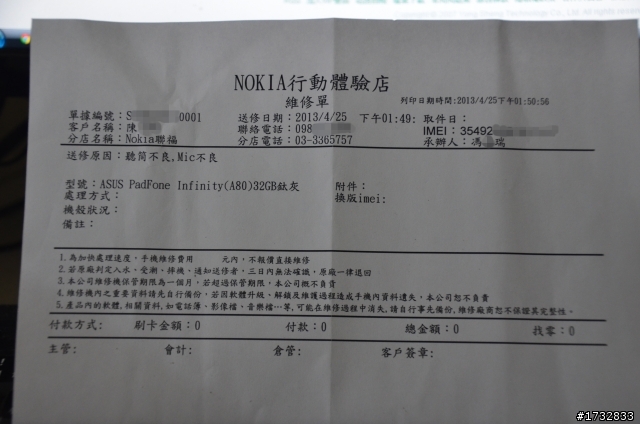 NOKIA行動體驗店
維修單
列印日期時間:2013/4/25下午01:50:56
單據編號:S 0001 送修日期:2013/4/25 下午01:49: 取件日:
客戶名稱:陳 聯絡電話:098 IMEI:35492
分店名稱:Nokia聯福 分店電話:03-3365757 承辦人:馮 瑞
送修原因:聽筒不良,Mic不良
型號:ASUS PadFone Infinity(A80)32GB鈦灰 附件:
處理方式: 換版imei:
機殼狀況:
備註:
1.為加快處理速度,手機維修費用 元內,不報價直接維修
2.若原廠判定人水、受潮、摔機、通知送修者,三日內無法確認,原廠一律退回
3.本公司維修機保管期限為一個月,若超過保管期限,本公司概不負責
4.維修機內之重要資料請先自行備份,若因軟體升級、解鎖及維護過程造成手機內資料遺失,本公司恕不負責
5.產品內的軟體,相關資料,如電話簿、影像檔、音樂檔…等,可能在維修過程中消失,請自行事先備份,維修廠商恕不保證其完整性。
付款方式: 刷卡金額:0 付款:0 總金額:0 找零:0
主管: 會計: 倉管: 客戶簽章:
#1732833